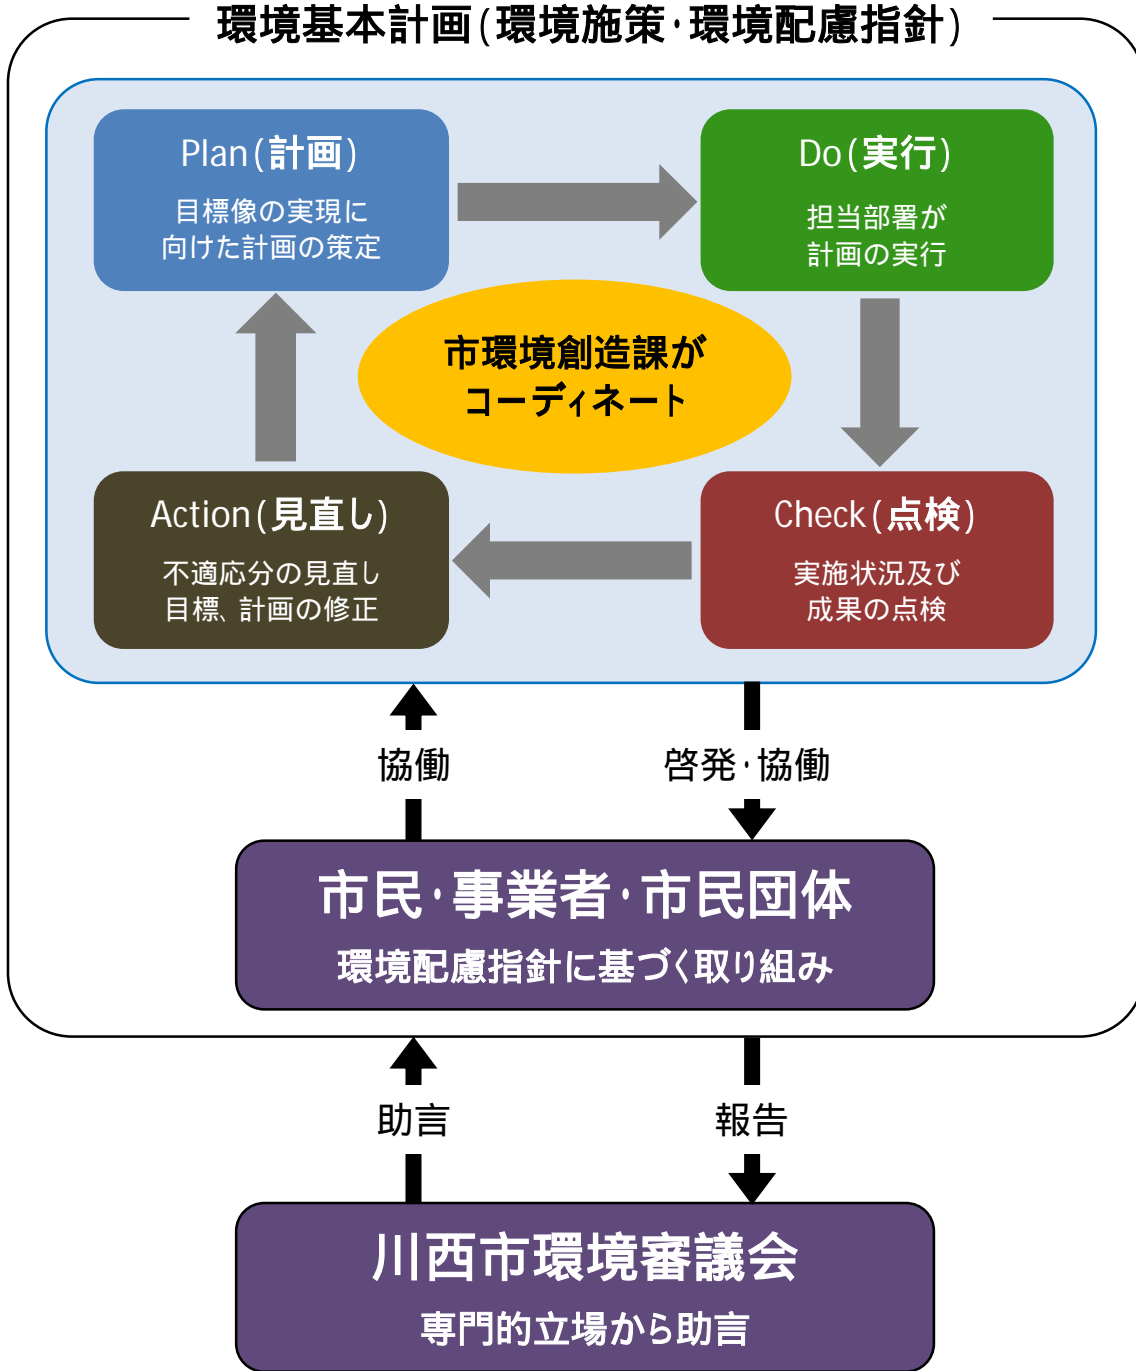 環境基本計画(環境施策・環境配慮指針)
Plan(計画)
目標像の実現に
向けた計画の策定
Do(実行)
担当部署が
計画の実行
市環境創造課が
コーディネート
Action(見直し)
不適応分の見直し
目標、計画の修正
Check(点検)
実施状況及び
成果の点検
協働
啓発・協働
市民・事業者・市民団体
環境配慮指針に基づく取り組み
助言
報告
川西市環境審議会
専門的立場から助言